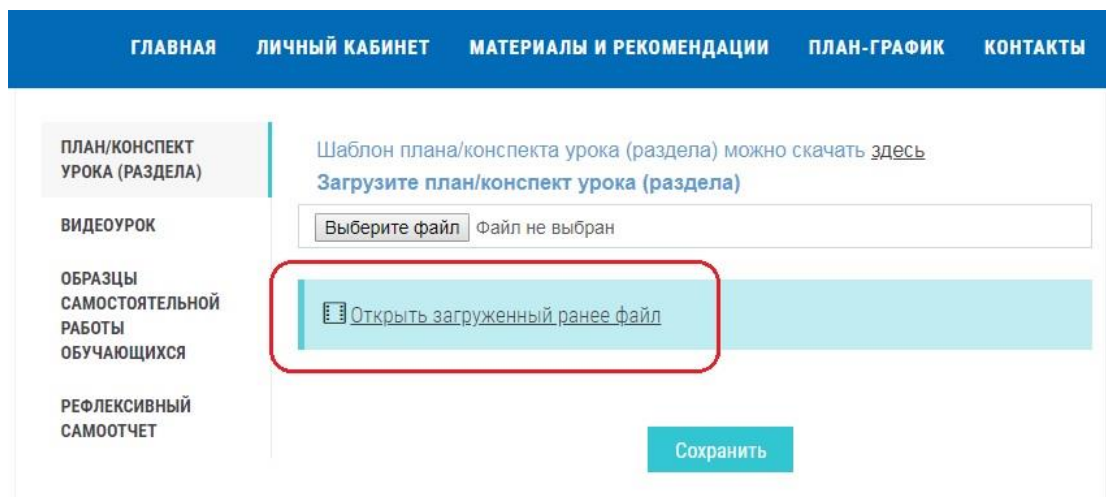 ГЛАВНАЯ ЛИЧНЫЙ КАБИНЕТ МАТЕРИАЛЫ И РЕКОМЕНДАЦИИ ПЛАН-ГРАФИК КОНТАКТЫ
ПЛАН/КОНСПЕКТ
УРОКА (РАЗДЕЛА)
ВИДЕОУРОК
ОБРАЗЦЫ
САМОСТОЯТЕЛЬНОЙ
РАБОТЫ
ОБУЧАЮЩИХСЯ
РЕФЛЕКСИВНЫЙ
САМООТЧЕТ
Шаблон плана/конспекта урока (раздела) можно скачать здесь
Загрузите план/конспект урока (раздела)
Выберите файл Файл не выбран
Открыть загруженный ранее файл
Сохранить